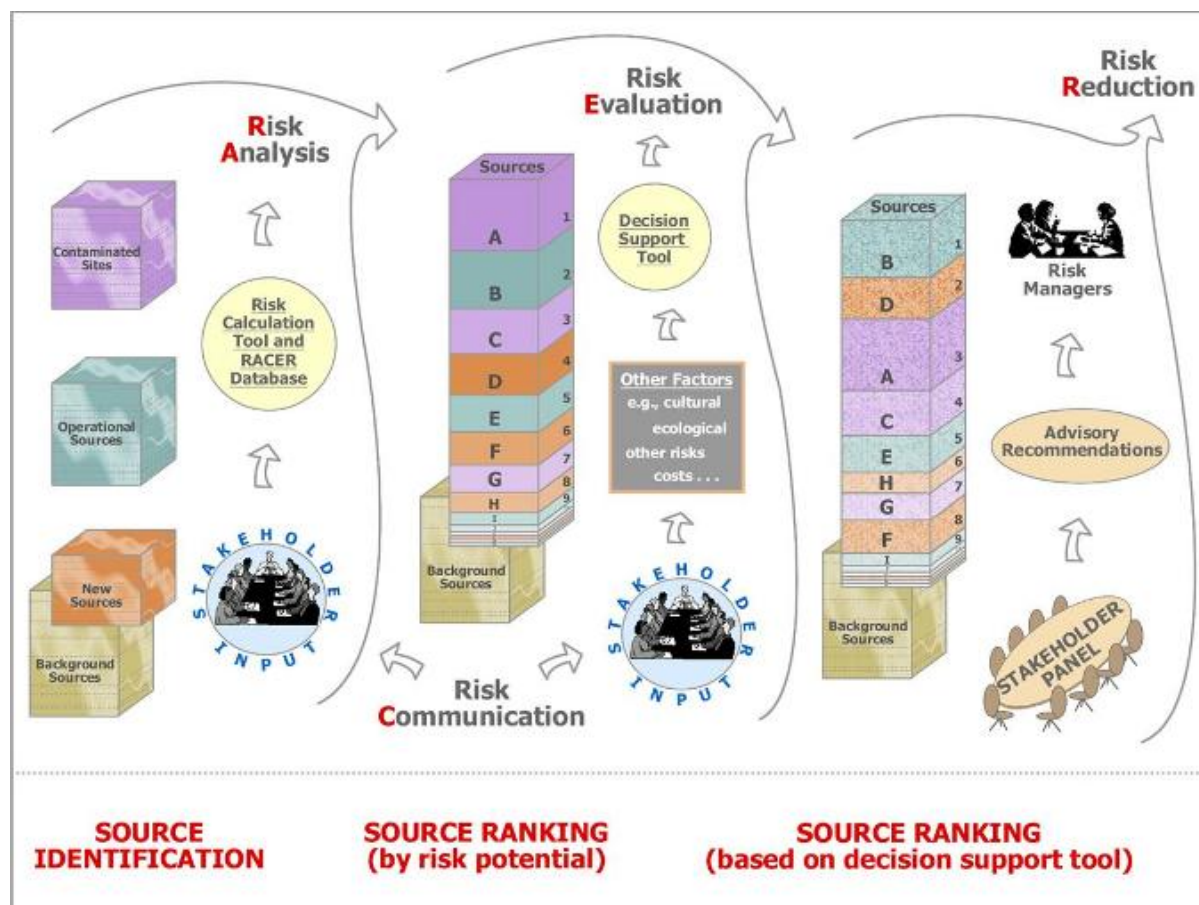 Risk
Analysis
Contaminated
Sites
Risk
Calculation
Tool and
RACER
Database
Operational
Sources
New
Sources
Background
Sources
STAKEHOLDER
INPUT
Risk
Communication
Risk
Evaluation
Sources
A 1
B 2
C 3
D 4
E 5
F 6
G 7
H 8
I 9
Background
Sources
Decision
Support
Tool
Other Factors
e.g., cultural
ecological
other risks
costs . . .
STAKEHOLDER
INPUT
Risk
Reduction
Sources
B 1
D 2
A 3
C 4
E 5
H 6
G 7
F 8
I 9
Background
Sources
Risk
Managers
Advisory
Recommendations
STAKEHOLDER
PANEL
SOURCE
IDENTIFICATION
SOURCE RANKING
(by risk potential)
SOURCE RANKING
(based on decision support tool)